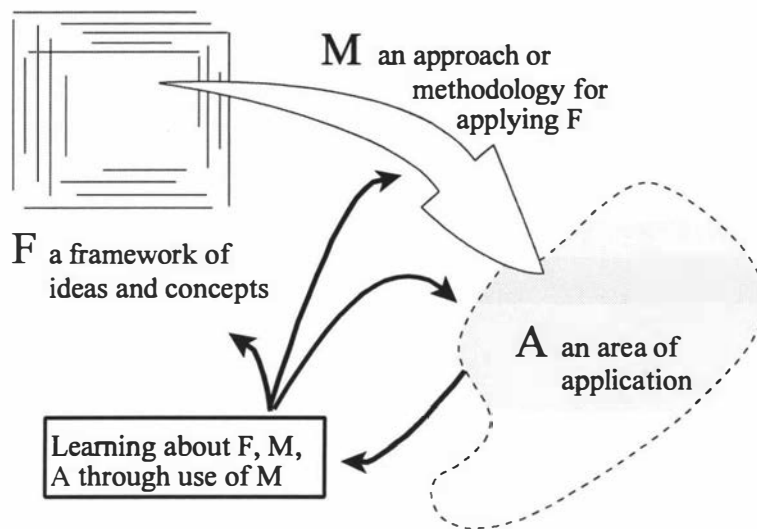 M an approach or
methodology for
applying F
F a framework of
ideas and concepts
A an area of
application
Learning about F, M,
A through use of M